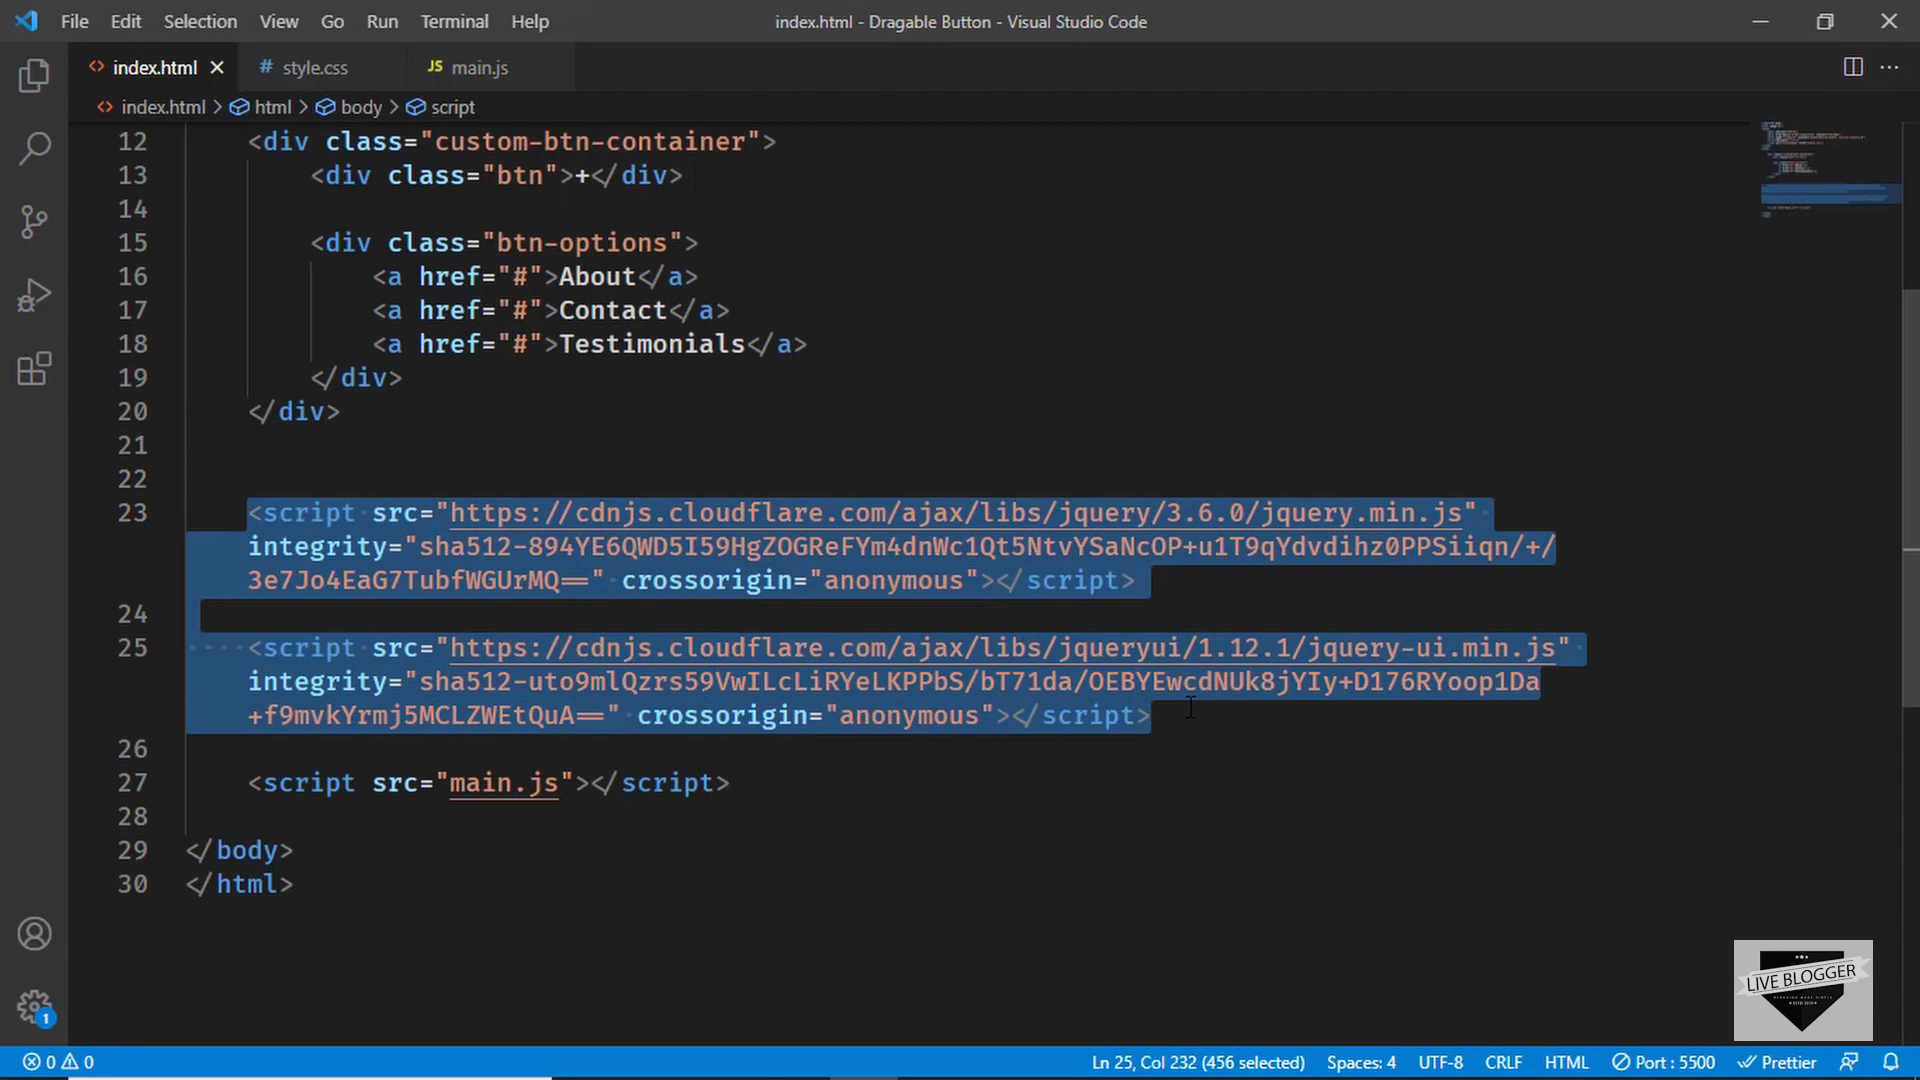 File Edit Selection View Go Run Terminal Help
index.html - Dragable Button - Visual Studio Code
<> index.html
# style.css
JS main.js
<> index.html > html > body > script
12 <div class="custom-btn-container">
13 <div class="btn">+</div>
14
15 <div class="btn-options">
16 <a href="#">About</a>
17 <a href="#">Contact</a>
18 <a href="#">Testimonials</a>
19 </div>
20 </div>
21
22
23 <script src="https://cdnjs.cloudflare.com/ajax/libs/jquery/3.6.0/jquery.min.js"
integrity="sha512-894YE6QWD5I59HgZOGReFYm4dnWc1Qt5NtvYSaNcOP+u1T9qYdvdihz0PPSiiqn/+/
3e7Jo4EaG7TubfWGUrMQ==" crossorigin="anonymous"></script>
24
25 <script src="https://cdnjs.cloudflare.com/ajax/libs/jqueryui/1.12.1/jquery-ui.min.js"
integrity="sha512-uto9mlQzrs59VwILcLiRYeLKPPbS/bT71da/OEBYEwcdNUk8jYIy+D176RYoop1Da
+f9mvkYrmj5MCLZWEtQuA==" crossorigin="anonymous"></script>
26
27 <script src="main.js"></script>
28
29 </body>
30 </html>
1
LIVE BLOGGER
0 0
Ln 25, Col 232 (456 selected) Spaces: 4 UTF-8 CRLF HTML Port : 5500 Prettier